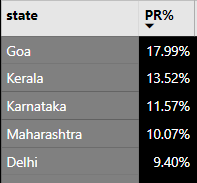 state PR%
Goa 17.99%
Kerala 13.52%
Karnataka 11.57%
Maharashtra 10.07%
Delhi 9.40%